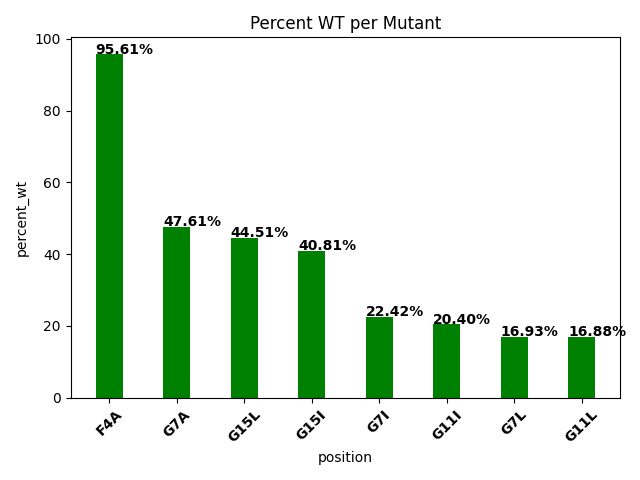 Percent WT per Mutant
100
80
60
40
20
0
percent_wt
95.61%
47.61%
44.51%
40.81%
22.42%
20.40%
16.93%
16.88%
F4A
G7A
G15L
G15I
G7I
G11I
G7L
G11L
position